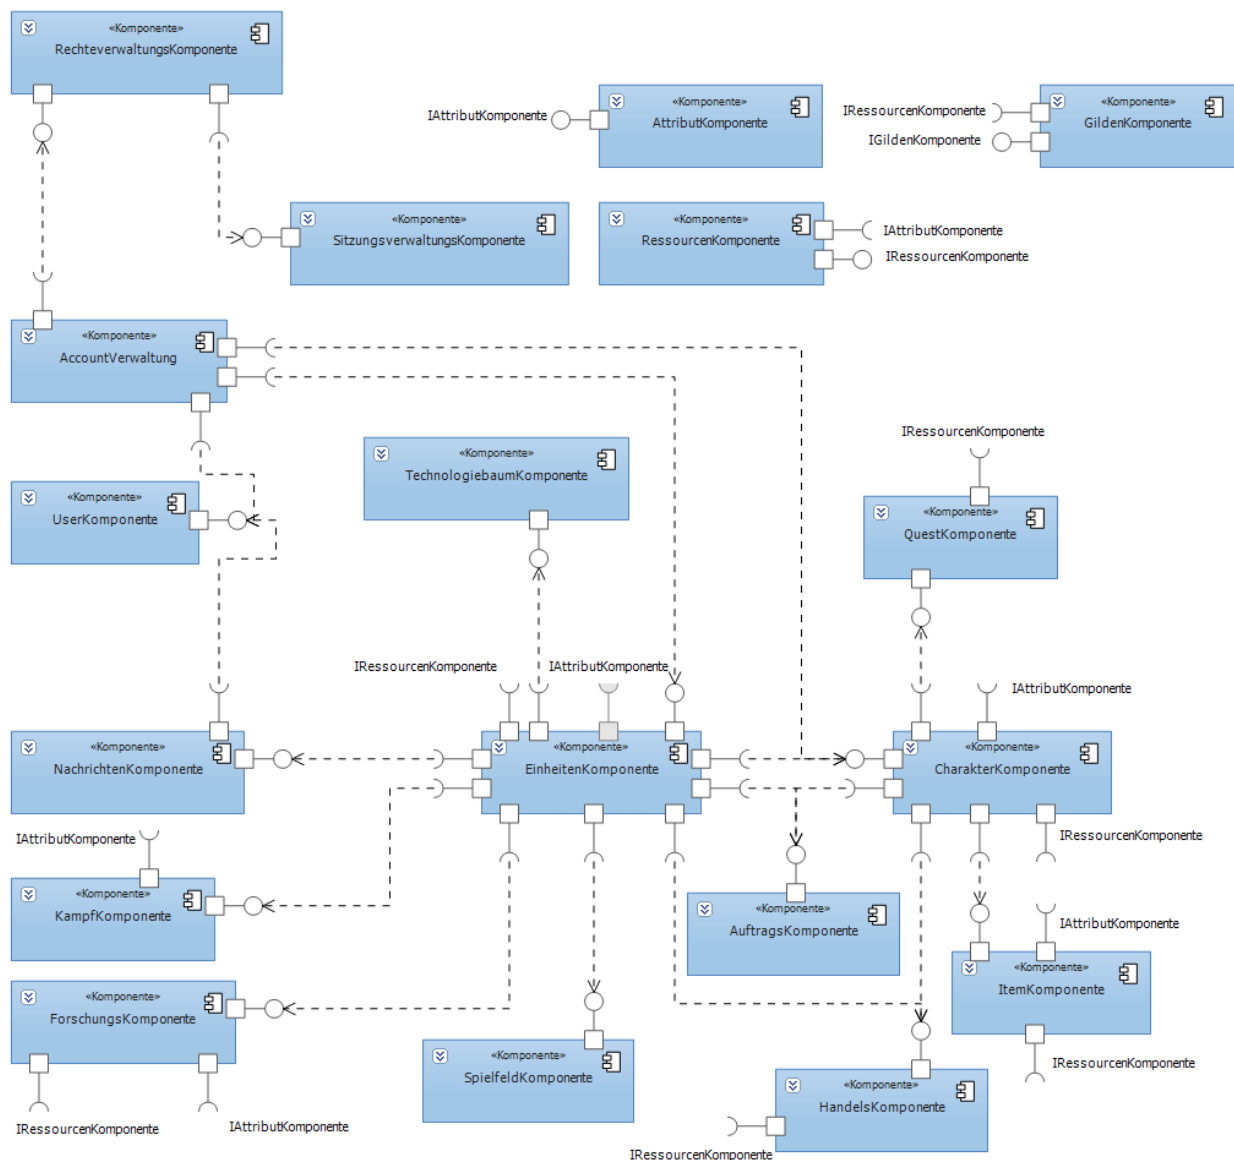 «Komponente»
RechteverwaltungsKomponente
IAttributKomponente
«Komponente»
AttributKomponente
IRessourcenKomponente
IGildenKomponente
«Komponente»
GildenKomponente
«Komponente»
SitzungsverwaltungsKomponente
«Komponente»
RessourcenKomponente
IAttributKomponente
IRessourcenKomponente
«Komponente»
AccountVerwaltung
«Komponente»
TechnologiebaumKomponente
IRessourcenKomponente
«Komponente»
UserKomponente
«Komponente»
QuestKomponente
IRessourcenKomponente
IAttributKomponente
IAttributKomponente
«Komponente»
NachrichtenKomponente
«Komponente»
EinheitenKomponente
«Komponente»
CharakterKomponente
IAttributKomponente
IRessourcenKomponente
«Komponente»
KampfKomponente
«Komponente»
AuftragsKomponente
IAttributKomponente
«Komponente»
ItemKomponente
«Komponente»
ForschungsKomponente
«Komponente»
SpielfeldKomponente
IRessourcenKomponente
«Komponente»
HandelsKomponente
IRessourcenKomponente
IAttributKomponente
IRessourcenKomponente